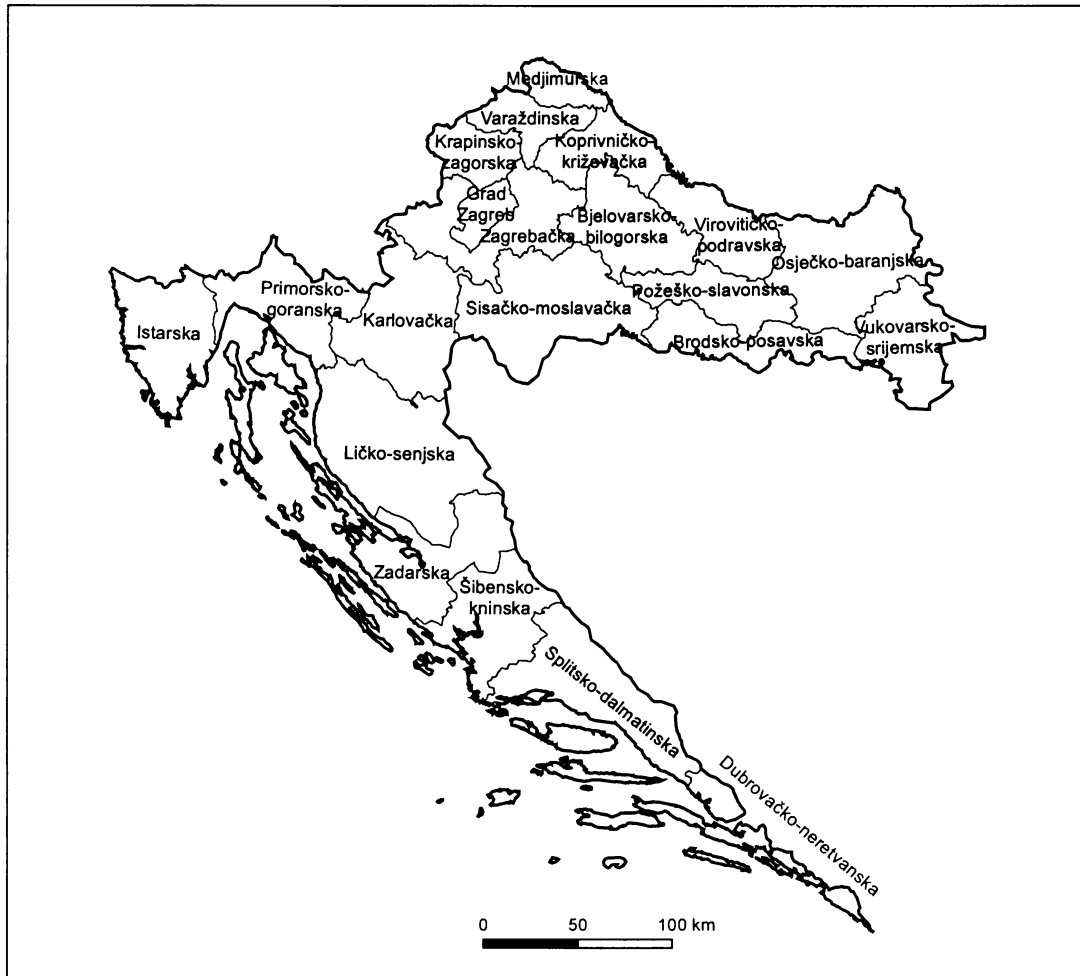 Medjimurska
Varaždinska
Krapinsko-
zagorska
Koprivničko-
križevačka
Grad
Zagreb
Zagrebačka
Bjelovarsko-
bilogorska
Virovitičko-
podravska
Osječko-baranjska
Primorsko-
goranska
Istarska
Karlovačka
Sisačko-moslavačka
Požeško-slavonska
Brodsko-posavska
Vukovarsko-
srijemska
Ličko-senjska
Zadarska
Šibensko-
kninska
Splitsko-dalmatinska
Dubrovačko-neretvanska
0 50 100 km